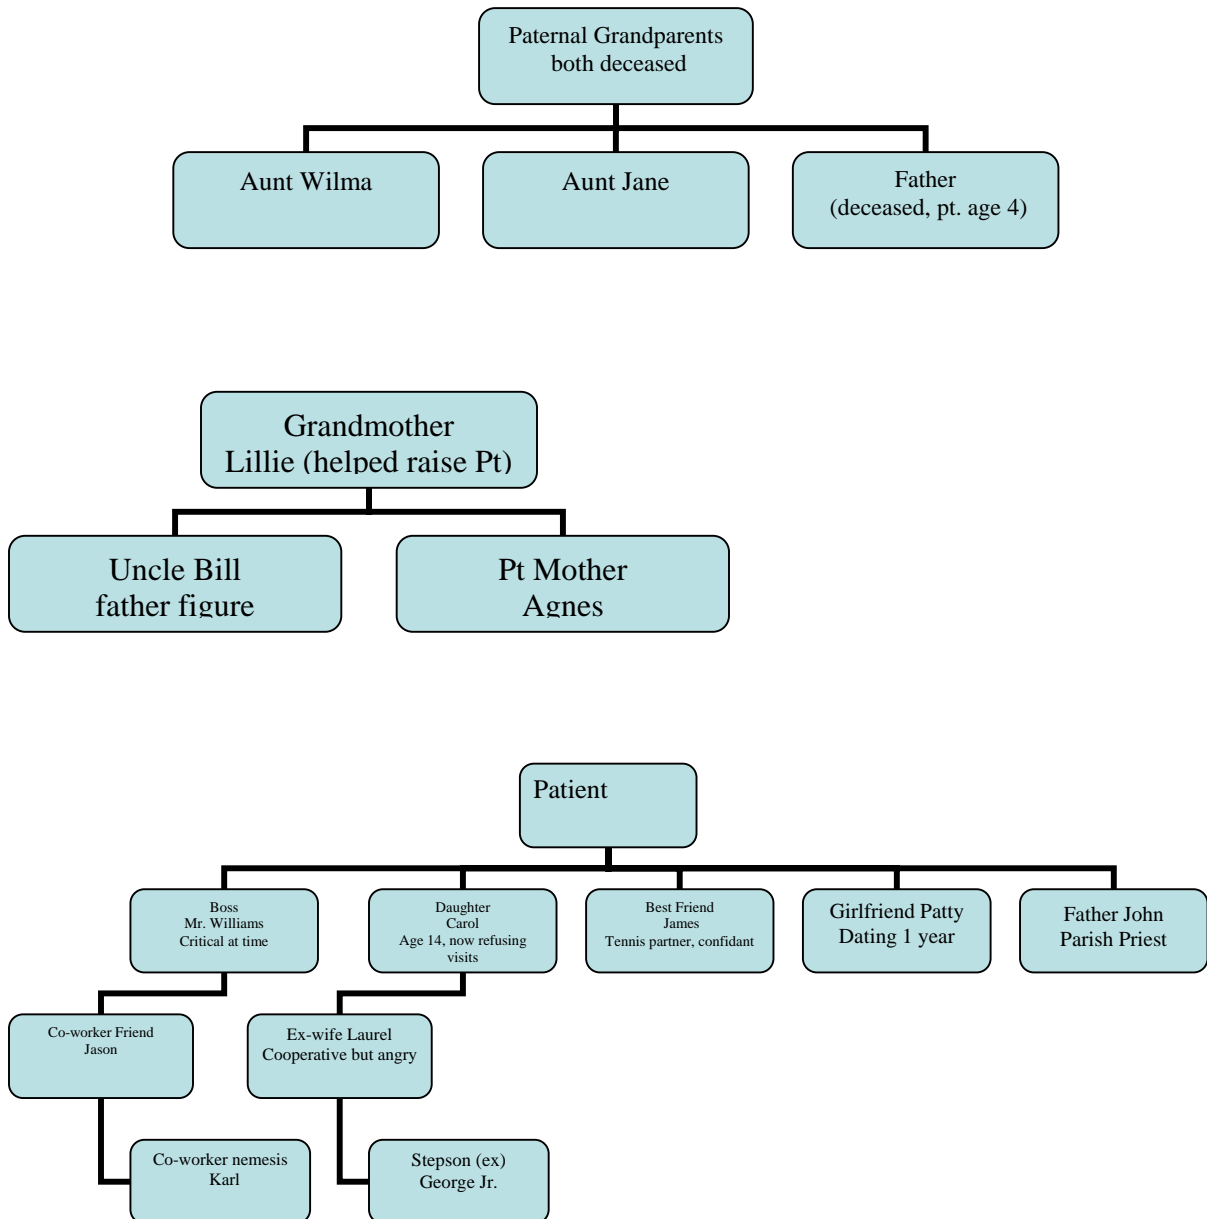 Paternal Grandparents
both deceased
Aunt Wilma
Aunt Jane
Father
(deceased, pt. age 4)
Grandmother
Lillie (helped raise Pt)
Uncle Bill
father figure
Pt Mother
Agnes
Patient
Boss
Mr. Williams
Critical at time
Daughter
Carol
Age 14, now refusing
visits
Best Friend
James
Tennis partner, confidant
Girlfriend Patty
Dating 1 year
Father John
Parish Priest
Co-worker Friend
Jason
Ex-wife Laurel
Cooperative but angry
Co-worker nemesis
Karl
Stepson (ex)
George Jr.